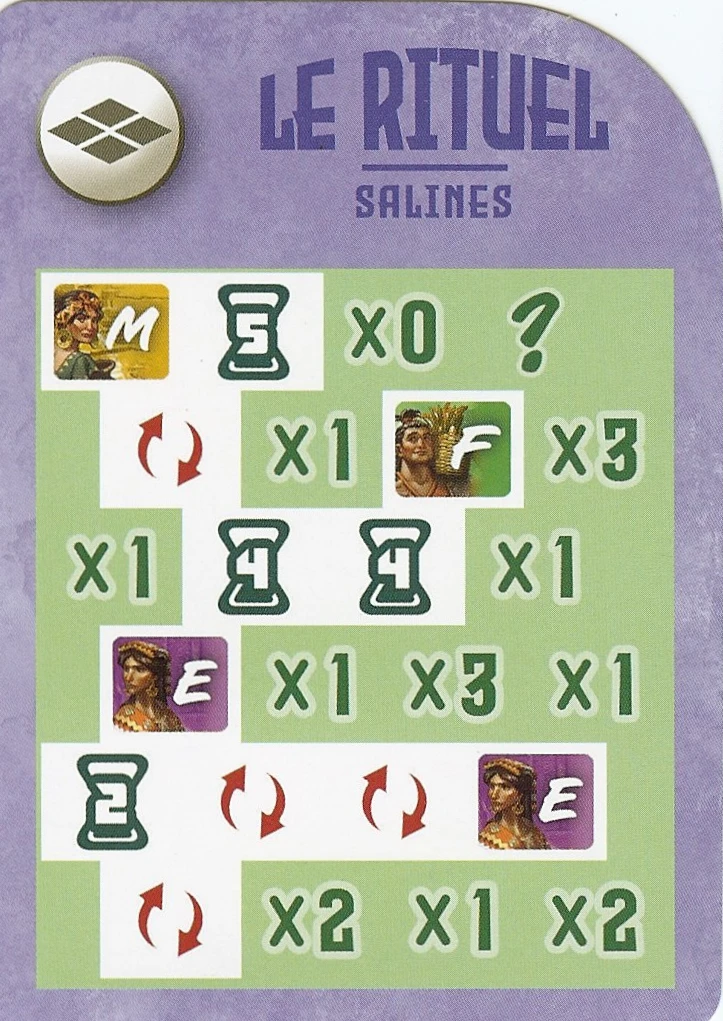 LE RITUEL
SALINES
M 5 x0 ?
x1 F x3
x1 4 4 x1
E x1 x3 x1
2 E
x2 x1 x2